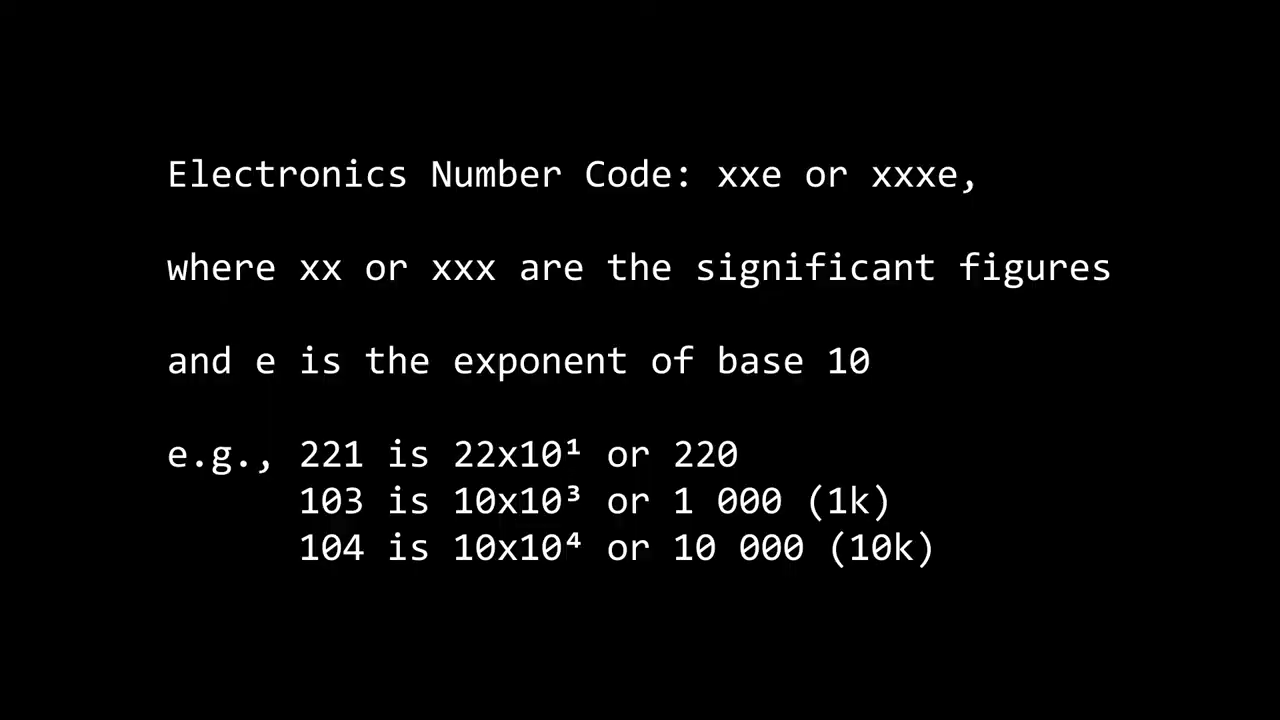 Electronics Number Code: xxe or xxxe,
where xx or xxx are the significant figures
and e is the exponent of base 10
e.g., 221 is 22x10¹ or 220
103 is 10x10³ or 1 000 (1k)
104 is 10x10⁴ or 10 000 (10k)